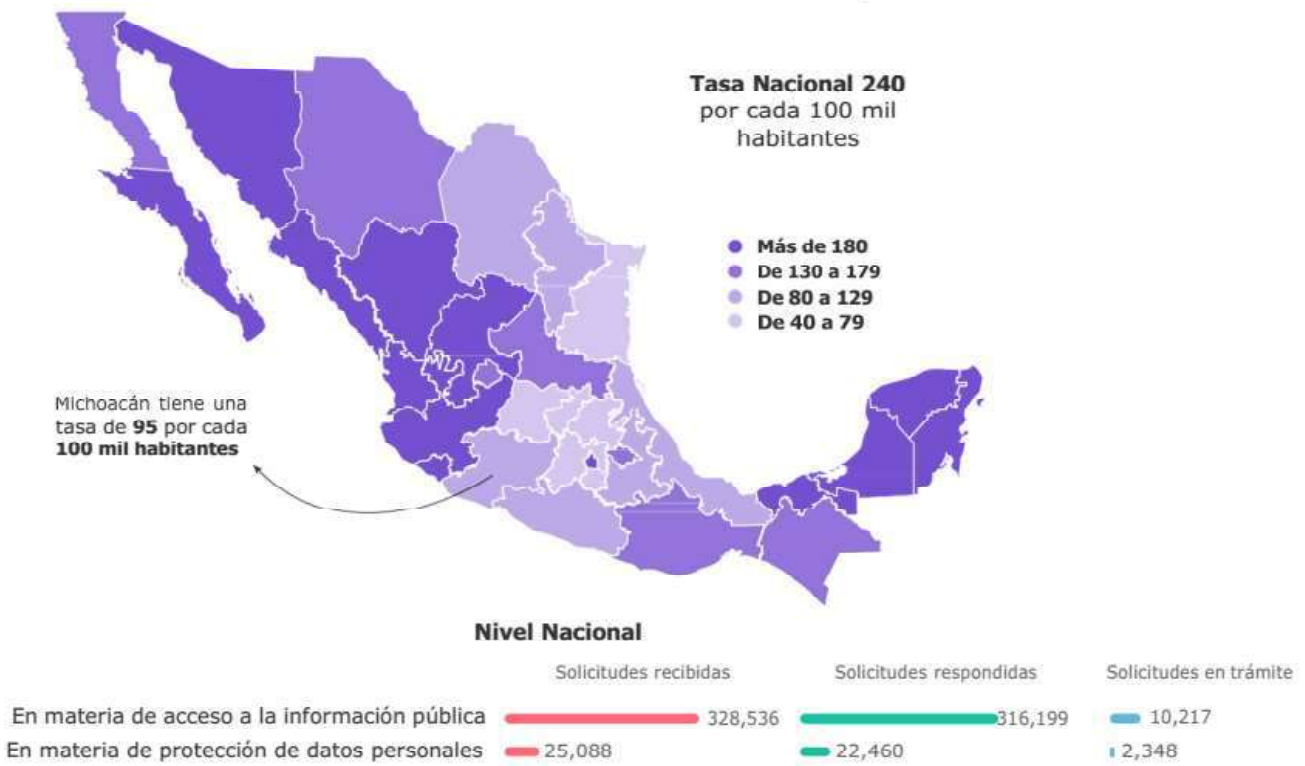 Tasa Nacional 240
por cada 100 mil
habitantes
Más de 180
De 130 a 179
De 80 a 129
De 40 a 79
Michoacán tiene una
tasa de 95 por cada
100 mil habitantes
Nivel Nacional
Solicitudes recibidas Solicitudes respondidas Solicitudes en trámite
En materia de acceso a la información pública 328,536 316,199 10,217
En materia de protección de datos personales 25,088 22,460 2,348